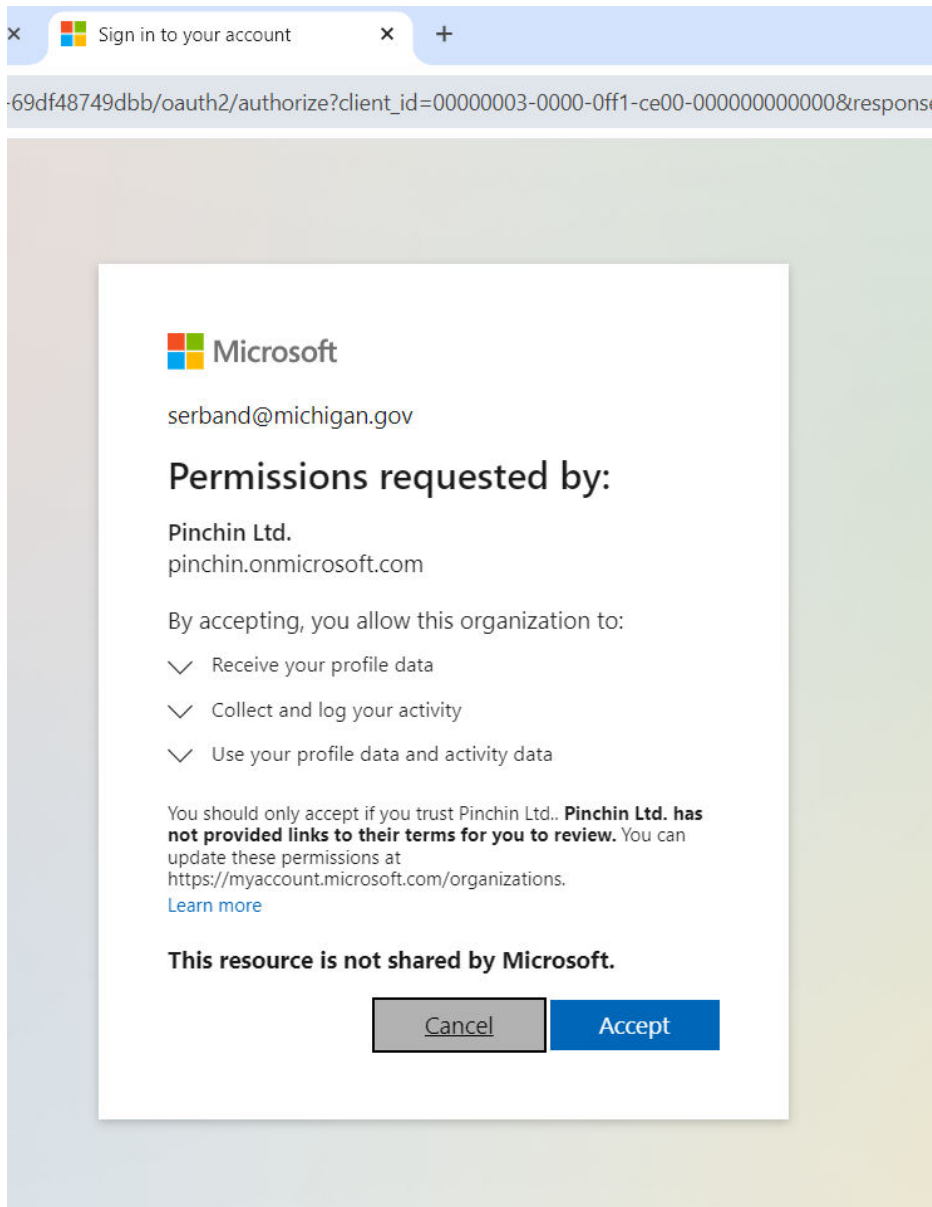 Sign in to your account
-69df48749dbb/oauth2/authorize?client_id=00000003-0000-0ff1-ce00-000000000000&response
Microsoft
serband@michigan.gov
Permissions requested by:
Pinchin Ltd.
pinchin.onmicrosoft.com
By accepting, you allow this organization to:
Receive your profile data
Collect and log your activity
Use your profile data and activity data
You should only accept if you trust Pinchin Ltd.. Pinchin Ltd. has
not provided links to their terms for you to review. You can
update these permissions at
https://myaccount.microsoft.com/organizations.
Learn more
This resource is not shared by Microsoft.
Cancel
Accept